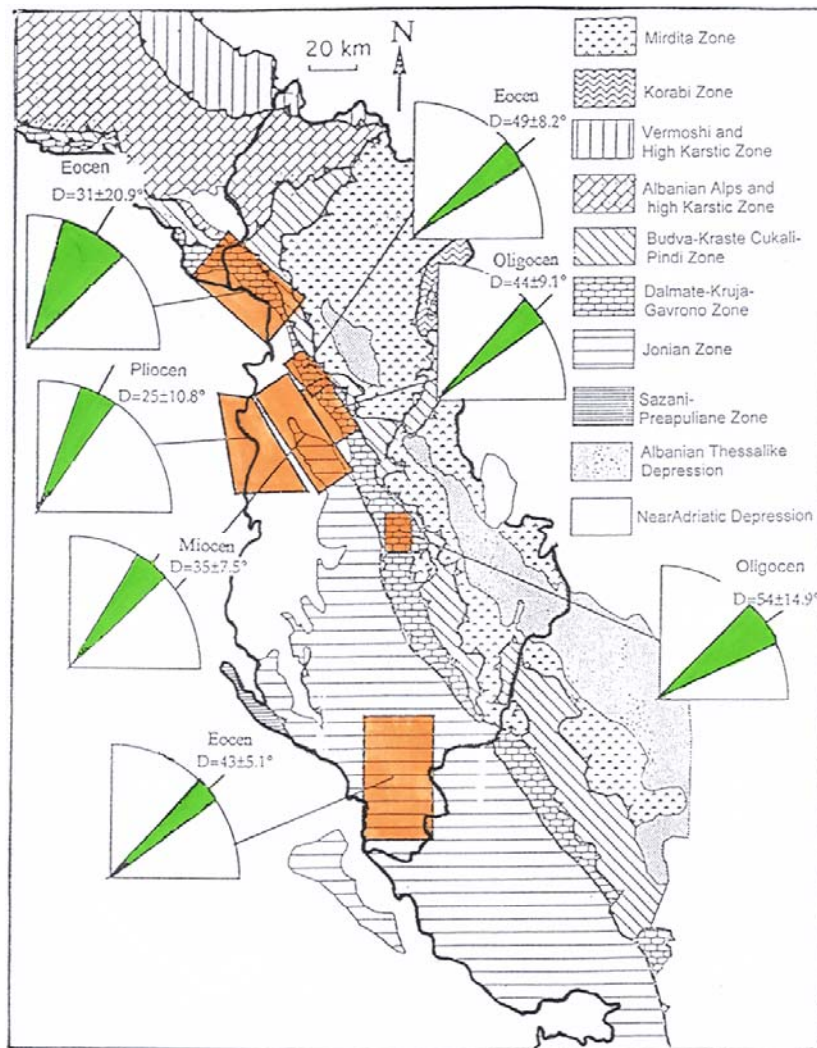 20 km
N
Eocen
D=49±8.2°
Eocen
D=31±20.9°
Oligocen
D=44±9.1°
Pliocen
D=25±10.8°
Miocen
D=35±7.5°
Oligocen
D=54±14.9°
Eocen
D=43±5.1°
Mirdita Zone
Korabi Zone
Vermoshi and
High Karstic Zone
Albanian Alps and
high Karstic Zone
Budva-Kraste Cukali-
Pindi Zone
Dalmate-Kruja-
Gavrono Zone
Jonian Zone
Sazani-
Preapuliane Zone
Albanian Thessalike
Depression
NearAdriatic Depression